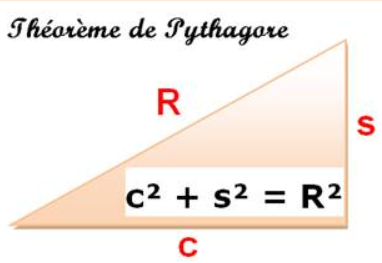 Théorème de Pythagore
R
s
c² + s² = R²
c